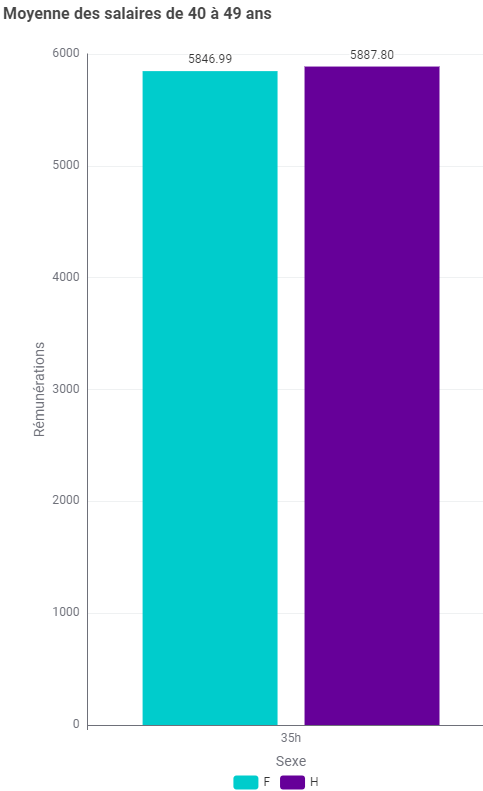 Moyenne des salaires de 40 à 49 ans
6000
5846.99
5887.80
5000
4000
3000
Rémunérations
2000
1000
0
35h
Sexe
F H